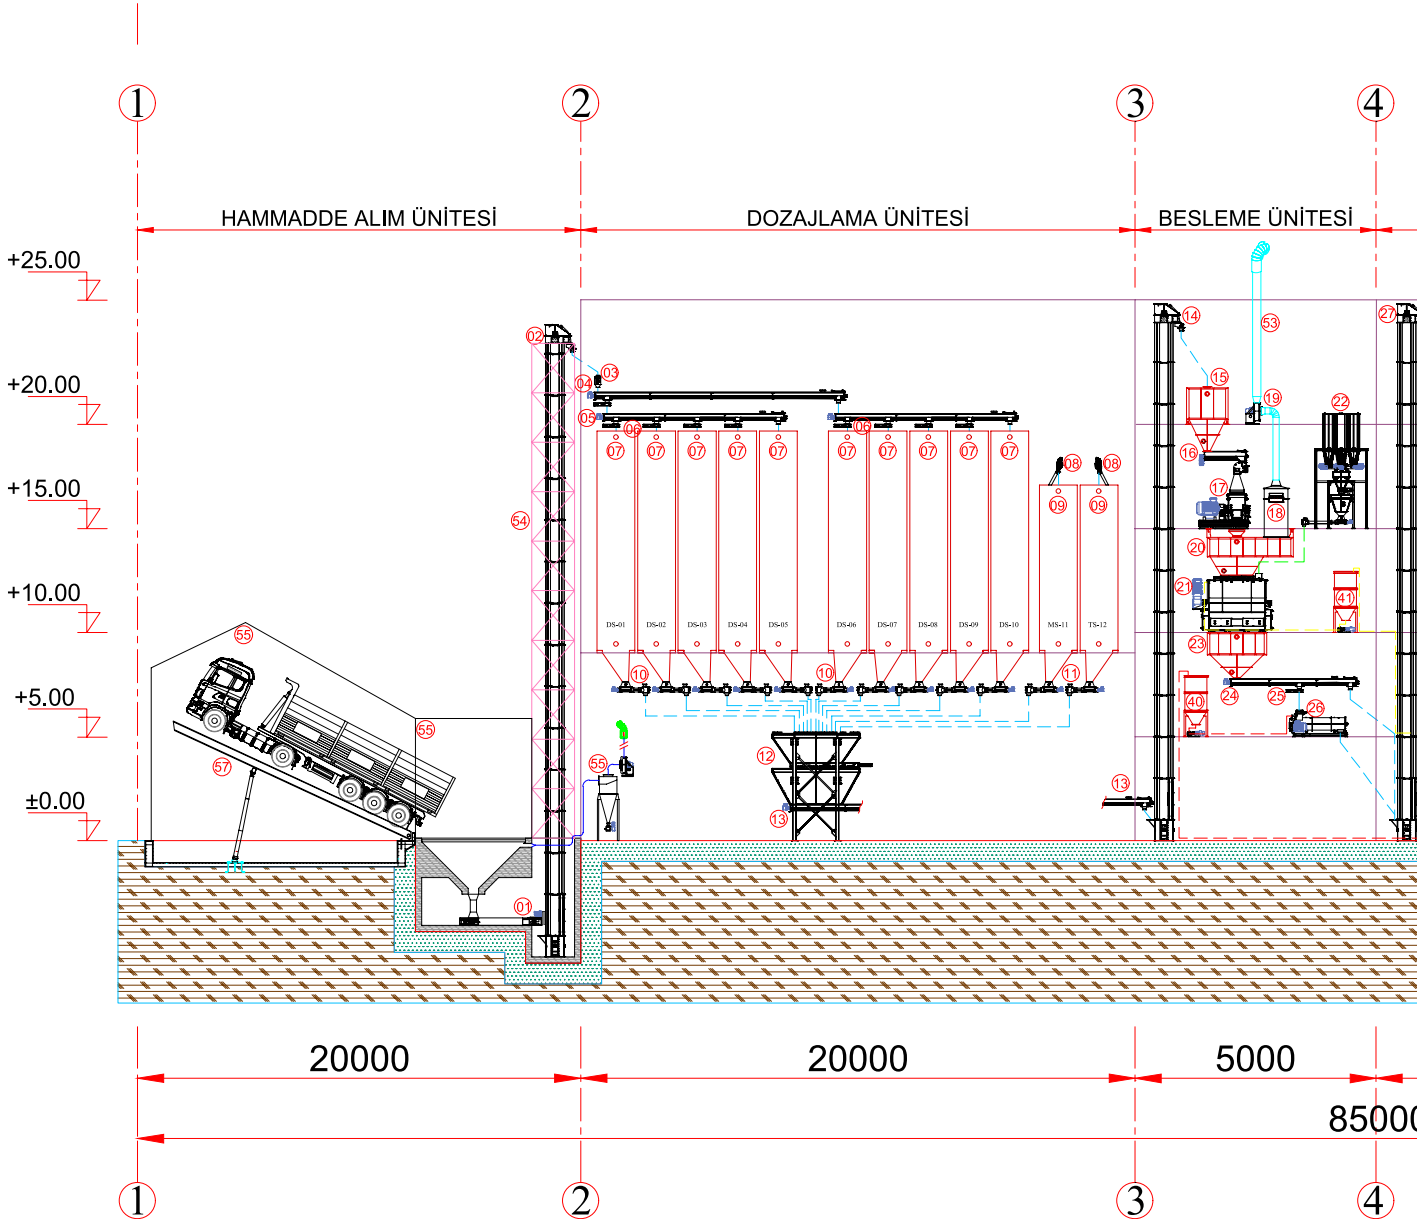 1 2 3 4
HAMMADDE ALIM ÜNİTESİ DOZAJLAMA ÜNİTESİ BESLEME ÜNİTESİ
+25.00
+20.00
+15.00
+10.00
+5.00
±0.00
02 03 14 53 27
04 15
05 06 06 19 22
07 07 07 07 07 07 07 07 07 07 16
08 08
09 09 17 18
54 20
21 41
DS-01 DS-02 DS-03 DS-04 DS-05 DS-06 DS-07 DS-08 DS-09 DS-10 MS-11 TS-12
55 23
10 10 11 24 25
40 26
55
57 55 12
13 13
01
20000 20000 5000
85000
1 2 3 4